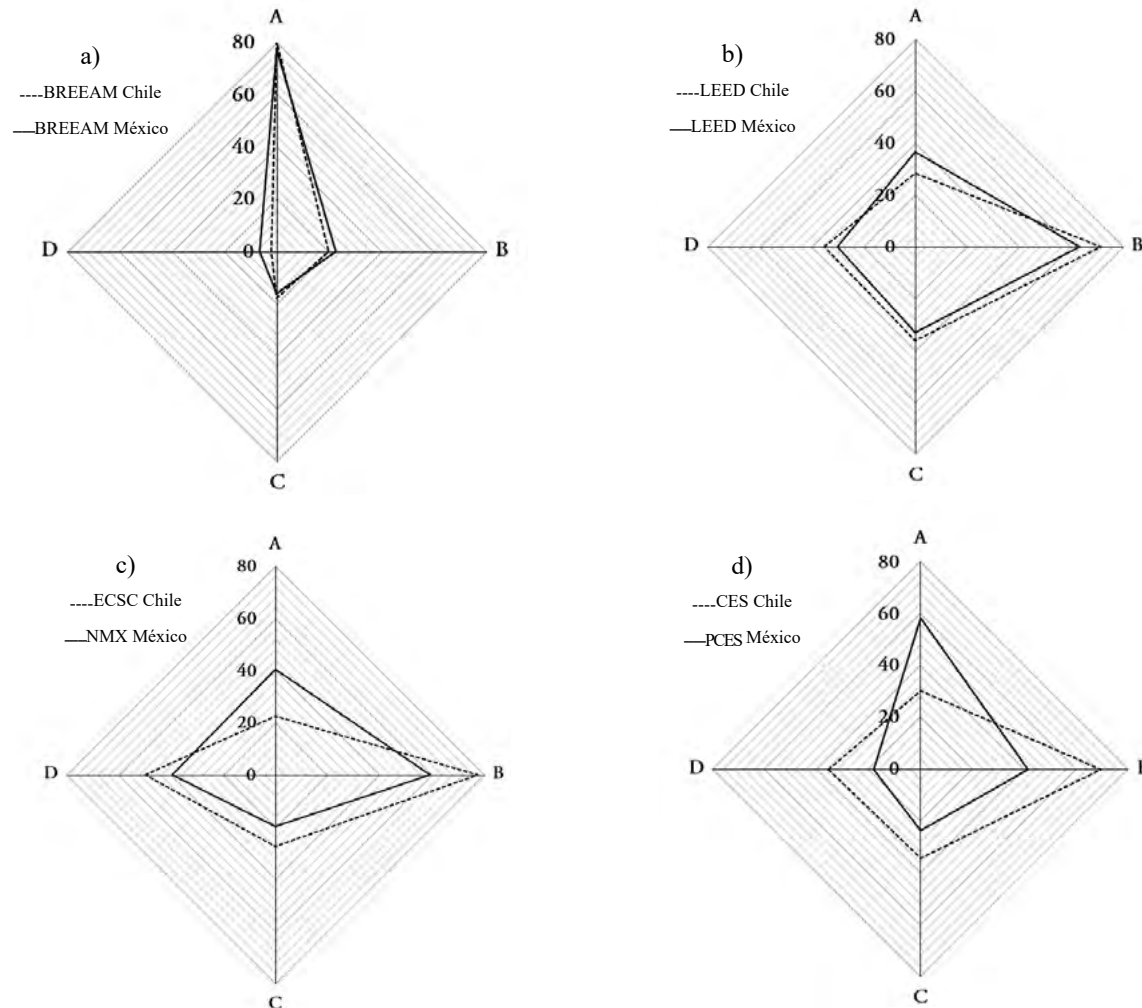 A
80
60
40
20
0
a)
----BREEAM Chile
—BREEAM México
D
B
C
A
80
60
40
20
0
b)
----LEED Chile
—LEED México
D
B
C
A
80
60
40
20
0
c)
----ECSC Chile
—NMX México
D
B
C
A
80
60
40
20
0
d)
----CES Chile
—PCES México
D
C